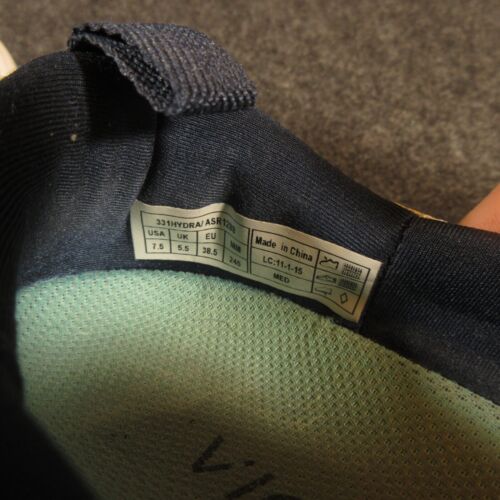 331HYDRA/
USA UK EU MM
7.5 5.5 38.5 245
Made in China
LC:11-1-15
MED